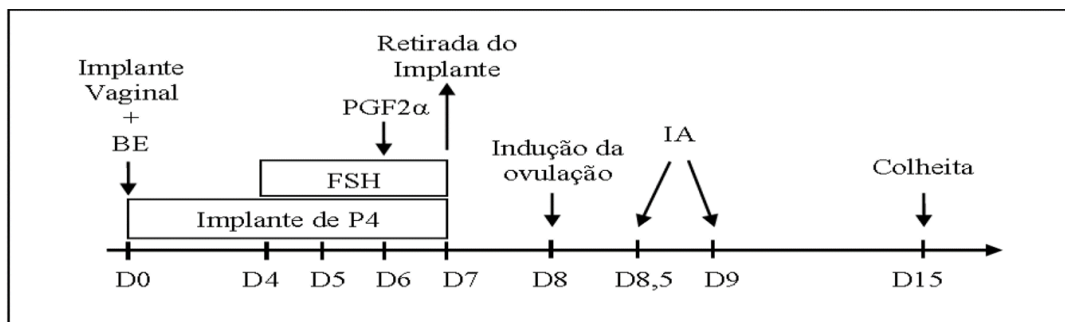 Implante
Vaginal
+
BE
Retirada do
Implante
PGF2α
FSH
Implante de P4
Indução da
ovulação
IA
Colheita
D0
D4
D5
D6
D7
D8
D8,5
D9
D15